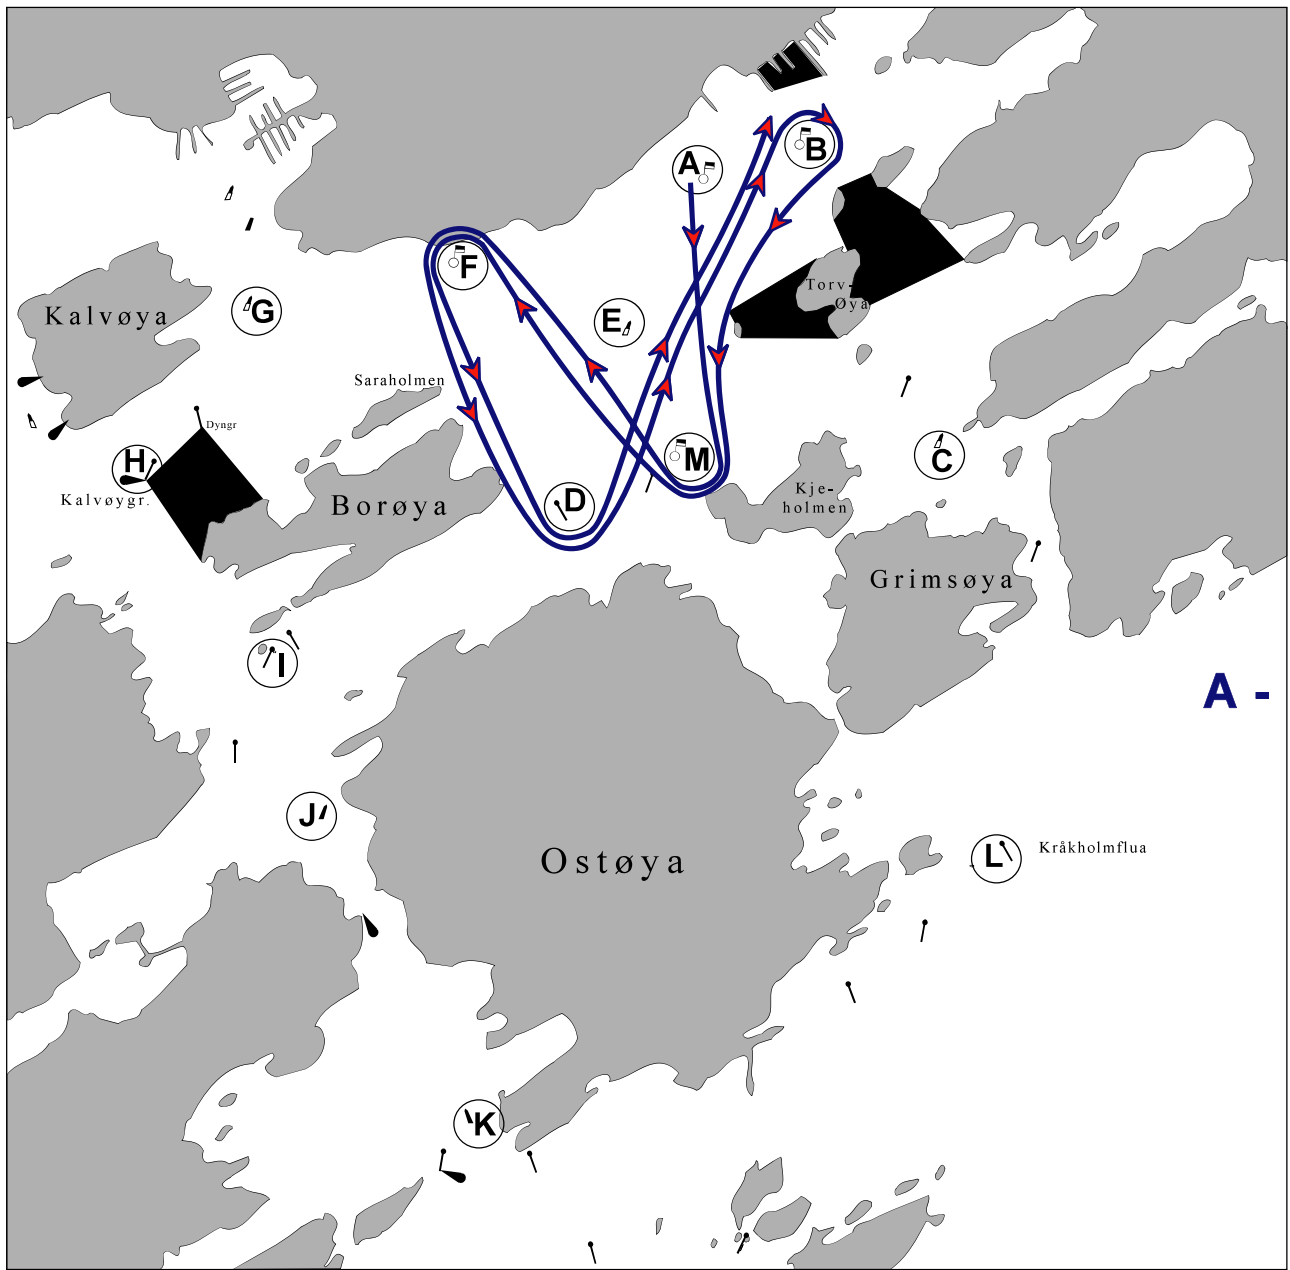 B
A
F
Torv-
Øya
G
E
Kalvøya
Saraholmen
Dyngr
H
M
C
Kalvøygr.
Borøya
D
Kje-
holmen
Grimsøya
I
A -
J
Ostøya
L
Kråkholmflua
K